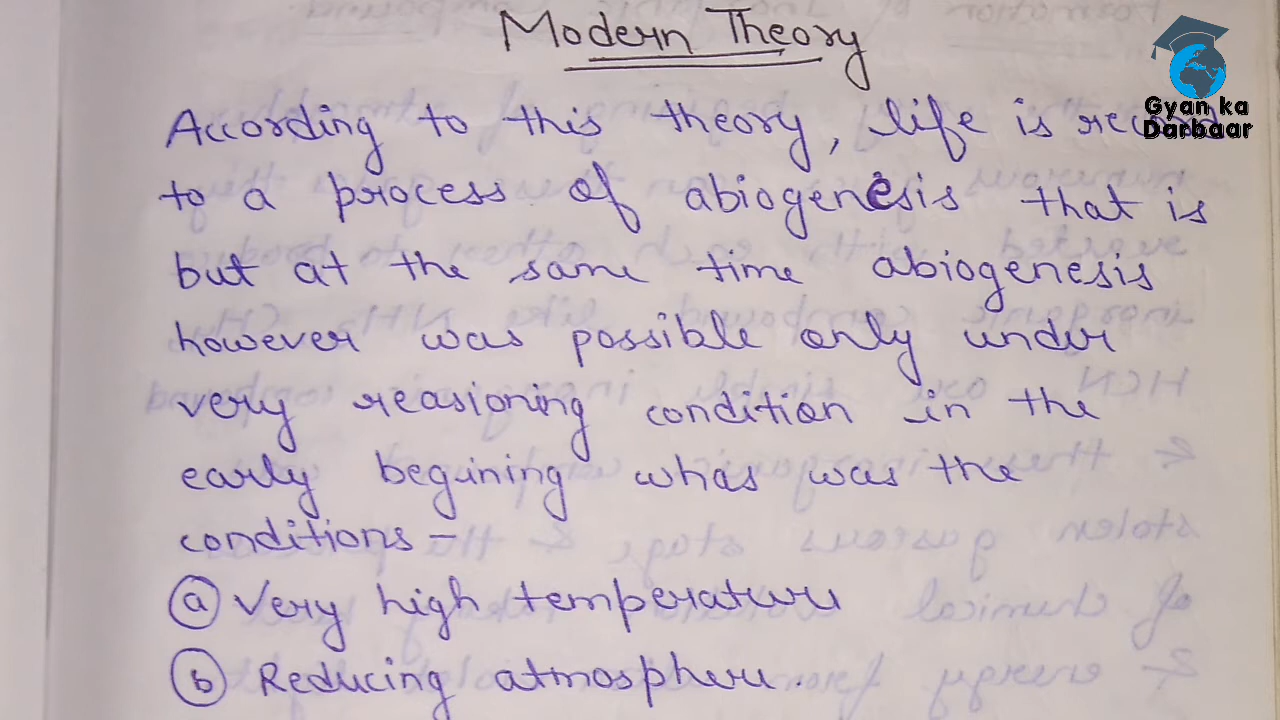 Modern Theory
Gyan ka
Darbaar
According to this theory, life is
to a process of abiogenesis that is
but at the same time abiogenesis
however was possible only under
very reasioning condition in the
early begining whas was the
conditions -
(a) Very high temperature
(b) Reducing atmosphere.